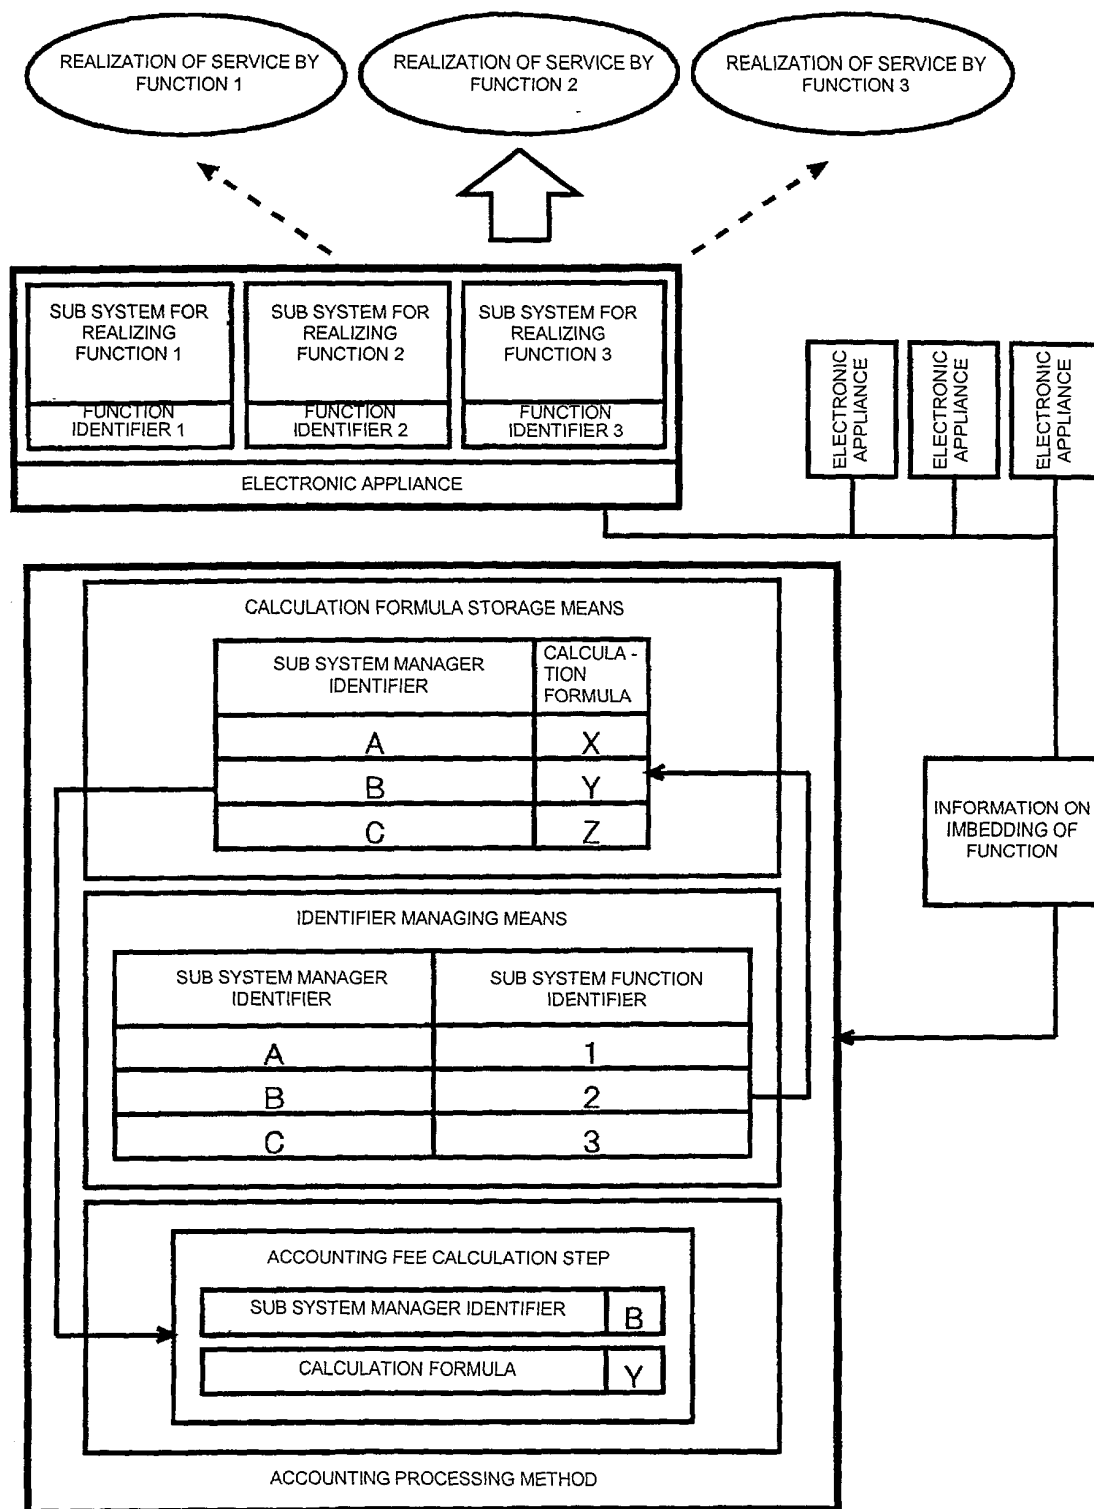 REALIZATION OF SERVICE BY
FUNCTION 1
REALIZATION OF SERVICE BY
FUNCTION 2
REALIZATION OF SERVICE BY
FUNCTION 3
SUB SYSTEM FOR
REALIZING
FUNCTION 1
FUNCTION
IDENTIFIER 1
SUB SYSTEM FOR
REALIZING
FUNCTION 2
FUNCTION
IDENTIFIER 2
SUB SYSTEM FOR
REALIZING
FUNCTION 3
FUNCTION
IDENTIFIER 3
ELECTRONIC APPLIANCE
ELECTRONIC
APPLIANCE
ELECTRONIC
APPLIANCE
ELECTRONIC
APPLIANCE
CALCULATION FORMULA STORAGE MEANS
SUB SYSTEM MANAGER
IDENTIFIER
CALCULA -
TION
FORMULA
A X
B Y
C Z
INFORMATION ON
IMBEDDING OF
FUNCTION
IDENTIFIER MANAGING MEANS
SUB SYSTEM MANAGER
IDENTIFIER
SUB SYSTEM FUNCTION
IDENTIFIER
A 1
B 2
C 3
ACCOUNTING FEE CALCULATION STEP
SUB SYSTEM MANAGER IDENTIFIER B
CALCULATION FORMULA Y
ACCOUNTING PROCESSING METHOD